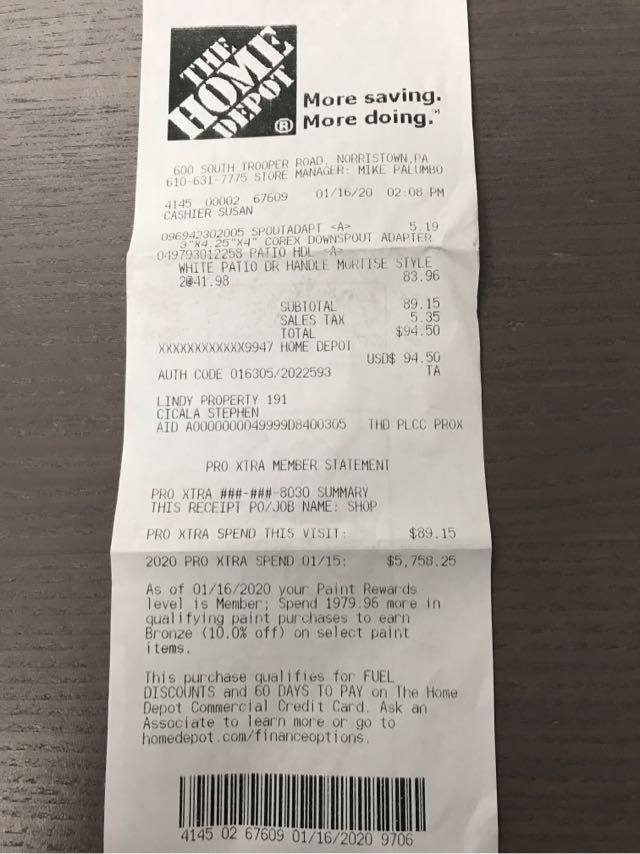 THE
HOME
DEPOT
®
More saving.
More doing.™
600 SOUTH TROOPER ROAD, NORRISTOWN,PA
610-631-7775 STORE MANAGER: MIKE PALUMBO
4145 00002 67609 01/16/20 02:08 PM
CASHIER SUSAN
096942302005 SPOUTADAPT <A> 5.19
3"X4.25"X4" COREX DOWNSPOUT ADAPTER
049793012258 PATIO HDL <A>
WHITE PATIO DR HANDLE MORTISE STYLE
2@41.98 83.96
SUBTOTAL 89.15
SALES TAX 5.35
TOTAL $94.50
XXXXXXXXXXXX9947 HOME DEPOT
USD$ 94.50
AUTH CODE 016305/2022593 TA
LINDY PROPERTY 191
CICALA STEPHEN
AID A0000000049999D8400305 THD PLCC PROX
PRO XTRA MEMBER STATEMENT
PRO XTRA ###-###-8030 SUMMARY
THIS RECEIPT PO/JOB NAME: SHOP
PRO XTRA SPEND THIS VISIT: $89.15
2020 PRO XTRA SPEND 01/15: $5,758.25
As of 01/16/2020 your Paint Rewards
level is Member; Spend 1979.96 more in
qualifying paint purchases to earn
Bronze (10.0% off) on select paint
items.
This purchase qualifies for FUEL
DISCOUNTS and 60 DAYS TO PAY on The Home
Depot Commercial Credit Card. Ask an
Associate to learn more or go to
homedepot.com/financeoptions.
4145 02 67609 01/16/2020 9706